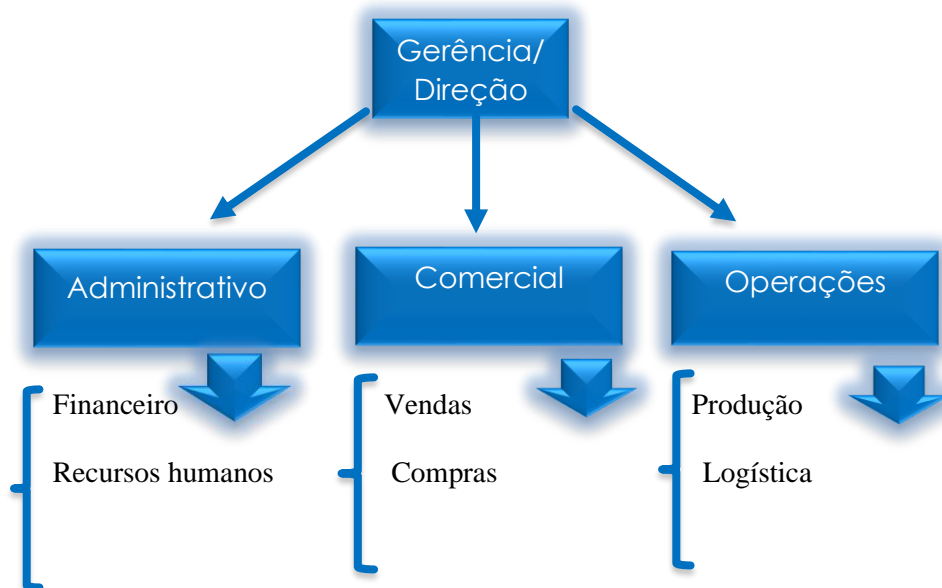 Gerência/
Direção
Administrativo
Comercial
Operações
Financeiro
Recursos humanos
Vendas
Compras
Produção
Logística